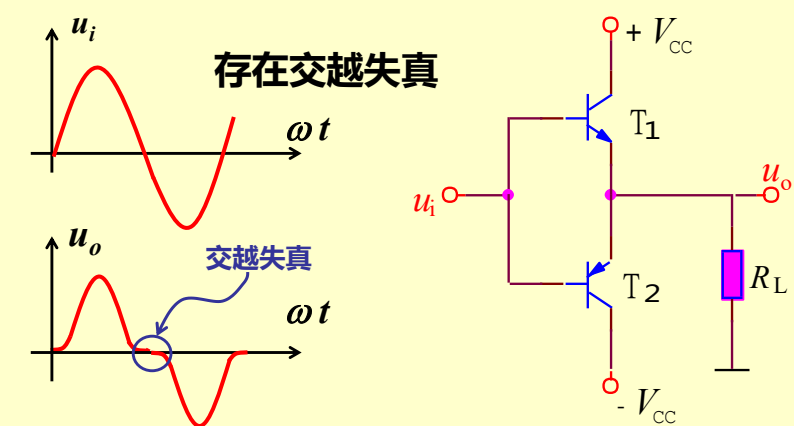 u_i
存在交越失真
ωt
u_o
交越失真
ωt
+ V_CC
T1
u_i
u_o
R_L
T2
- V_CC